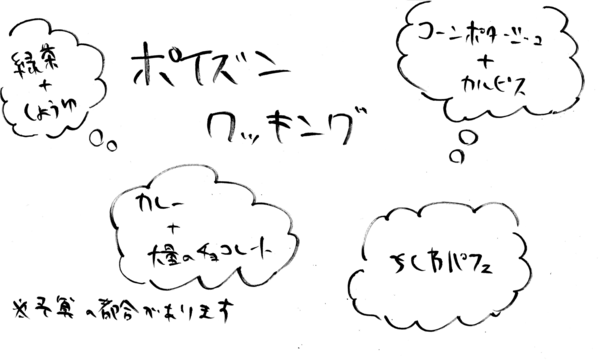 ポイズン
クッキング
緑茶
+
しょうゆ
コーンポタージュ
+
カルピス
カレー
+
大量のチョコレート
ちくわパフェ
※予算の都合があります